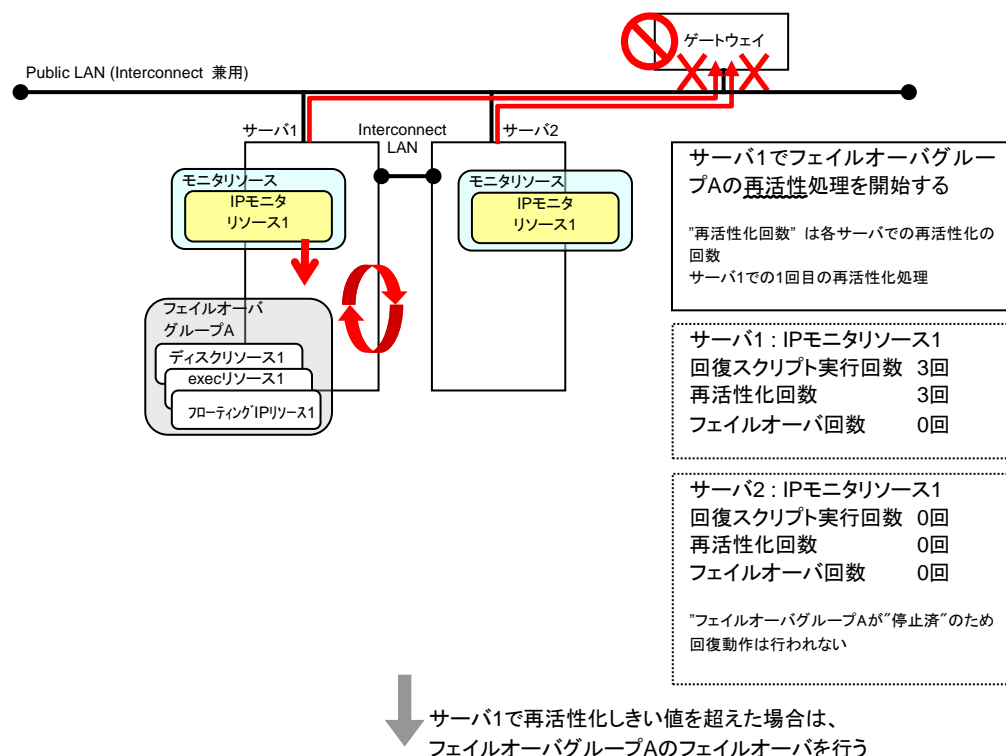 ゲートウェイ
Public LAN (Interconnect 兼用)
サーバ1
Interconnect
LAN
サーバ2
モニタリソース
IPモニタ
リソース1
モニタリソース
IPモニタ
リソース1
フェイルオーバ
グループA
ディスクリソース1
execリソース1
フローティングIPリソース1
サーバ1でフェイルオーバグルー
プAの再活性処理を開始する
"再活性化回数" は各サーバでの再活性化の
回数
サーバ1での1回目の再活性化処理
サーバ1 : IPモニタリソース1
回復スクリプト実行回数 3回
再活性化回数 3回
フェイルオーバ回数 0回
サーバ2 : IPモニタリソース1
回復スクリプト実行回数 0回
再活性化回数 0回
フェイルオーバ回数 0回
"フェイルオーバグループAが"停止済"のため
回復動作は行われない
サーバ1で再活性化しきい値を超えた場合は、
フェイルオーバグループAのフェイルオーバを行う